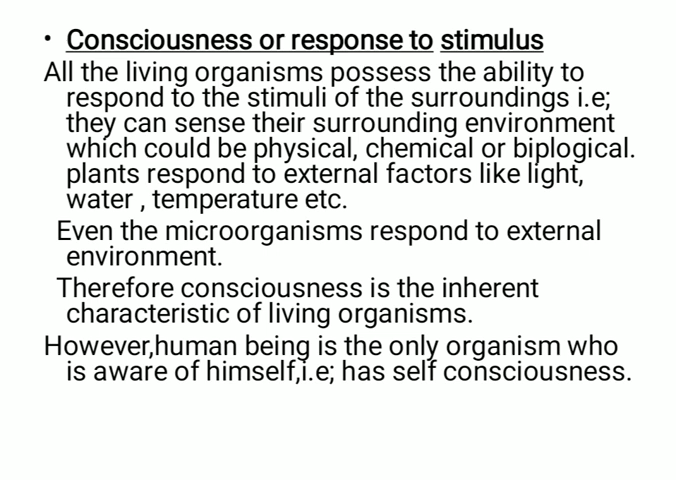 • Consciousness or response to stimulus
All the living organisms possess the ability to
respond to the stimuli of the surroundings i.e;
they can sense their surrounding environment
which could be physical, chemical or biplogical.
plants respond to external factors like light,
water , temperature etc.
Even the microorganisms respond to external
environment.
Therefore consciousness is the inherent
characteristic of living organisms.
However,human being is the only organism who
is aware of himself,i.e; has self consciousness.